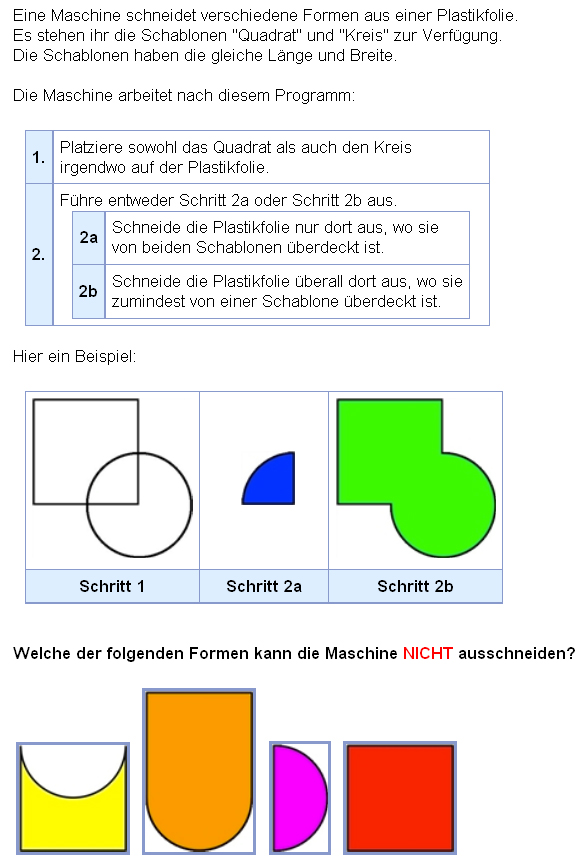 Eine Maschine schneidet verschiedene Formen aus einer Plastikfolie.
Es stehen ihr die Schablonen "Quadrat" und "Kreis" zur Verfügung.
Die Schablonen haben die gleiche Länge und Breite.
Die Maschine arbeitet nach diesem Programm:
1.
Platziere sowohl das Quadrat als auch den Kreis
irgendwo auf der Plastikfolie.
2.
Führe entweder Schritt 2a oder Schritt 2b aus.
2a
Schneide die Plastikfolie nur dort aus, wo sie
von beiden Schablonen überdeckt ist.
2b
Schneide die Plastikfolie überall dort aus, wo sie
zumindest von einer Schablone überdeckt ist.
Hier ein Beispiel:
Schritt 1
Schritt 2a
Schritt 2b
Welche der folgenden Formen kann die Maschine NICHT ausschneiden?